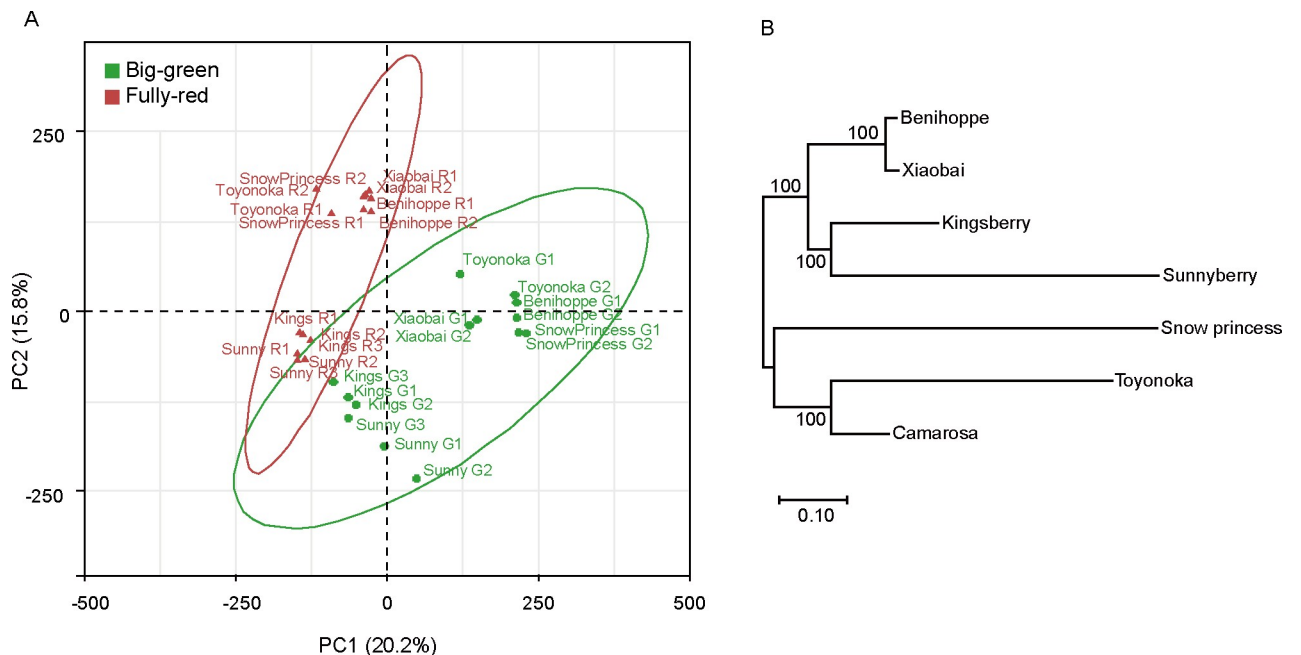 A
Big-green
Fully-red
PC2 (15.8%)
250
0
-250
-500
-250
0
250
500
PC1 (20.2%)
SnowPrincess R2
Xiaobai R1
Toyonoka R2
Xiaobai R2
Toyonoka R1
Benihoppe R1
SnowPrincess R1
Benihoppe R2
Toyonoka G1
Toyonoka G2
Benihoppe G1
Xiaobai G1
Benihoppe G2
Xiaobai G2
SnowPrincess G1
SnowPrincess G2
Kings R1
Kings R2
Sunny R1
Kings R3
Sunny R2
Sunny R3
Kings G3
Kings G1
Kings G2
Sunny G3
Sunny G1
Sunny G2
B
Benihoppe
100
Xiaobai
100
Kingsberry
100
Sunnyberry
Snow princess
Toyonoka
100
Camarosa
0.10